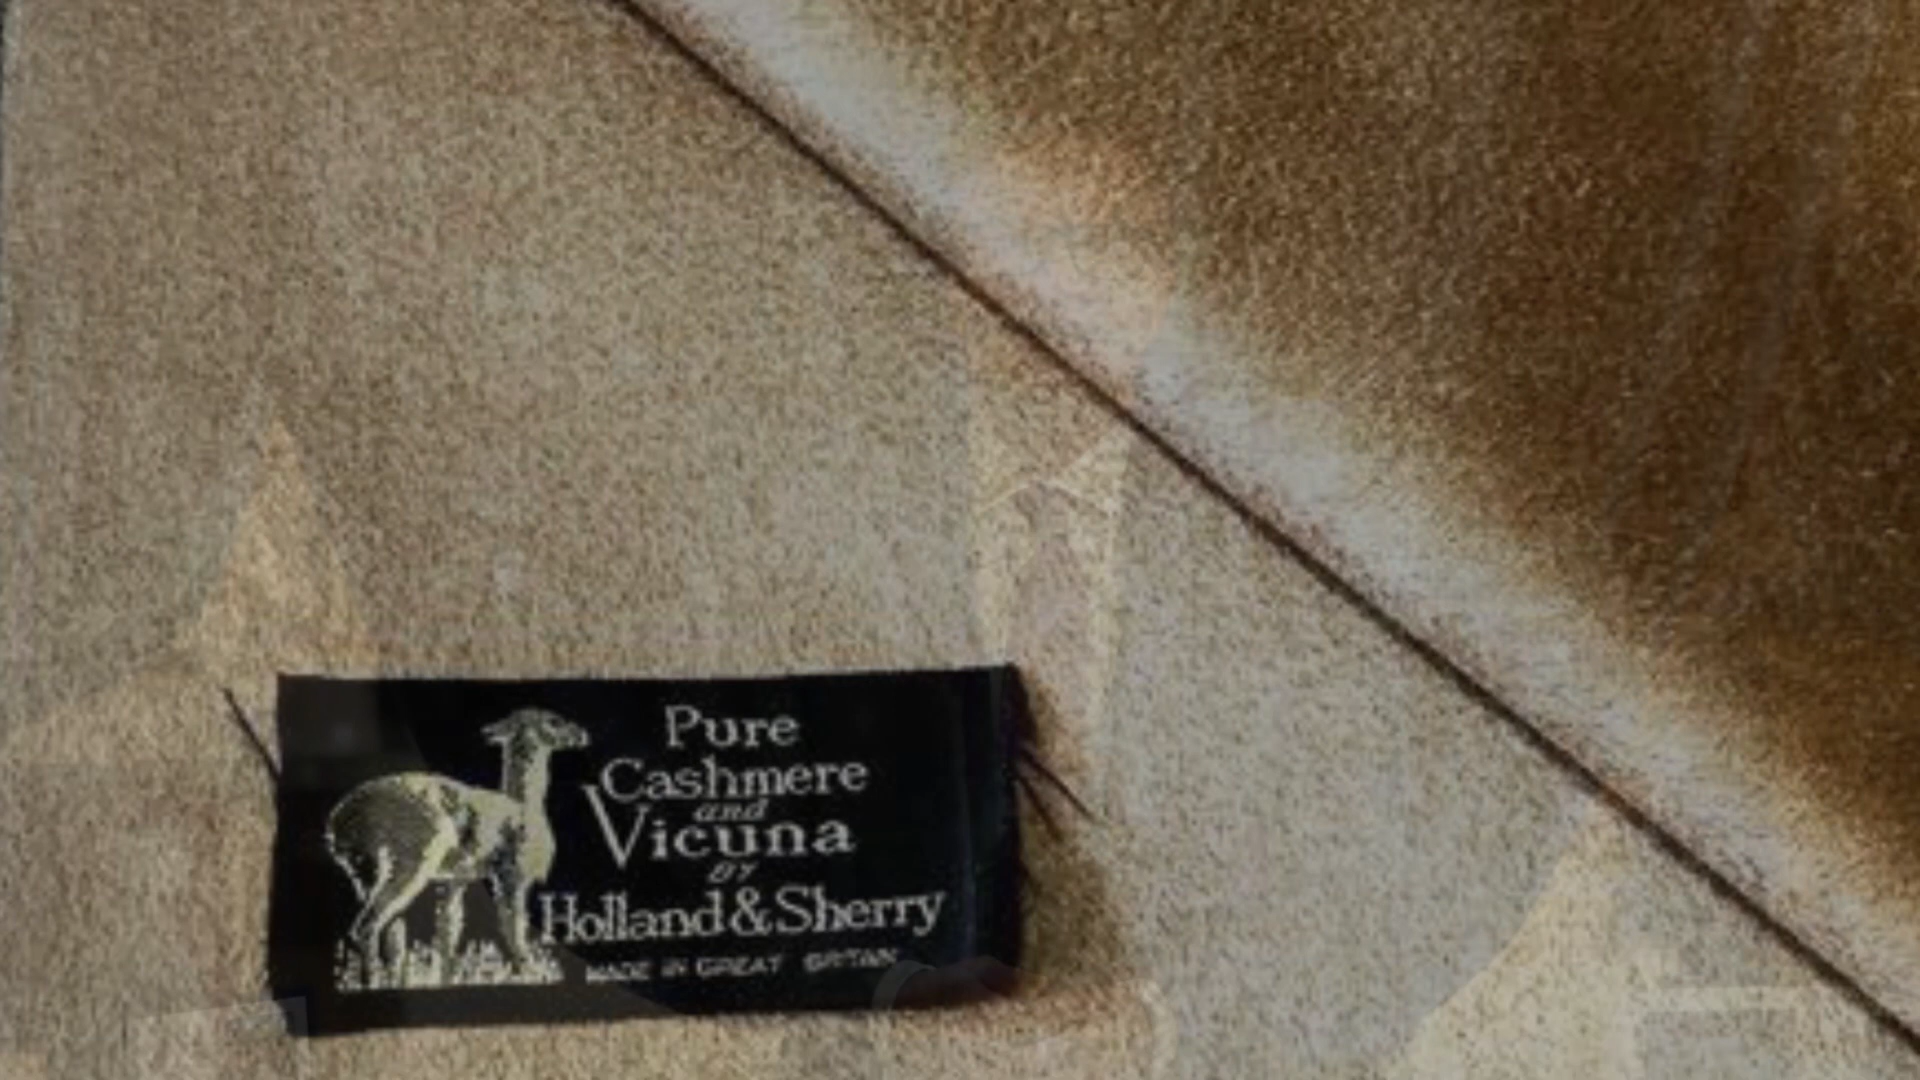 Pure
Cashmere
and
Vicuna
BY
Holland & Sherry
MADE IN GREAT BRITAIN